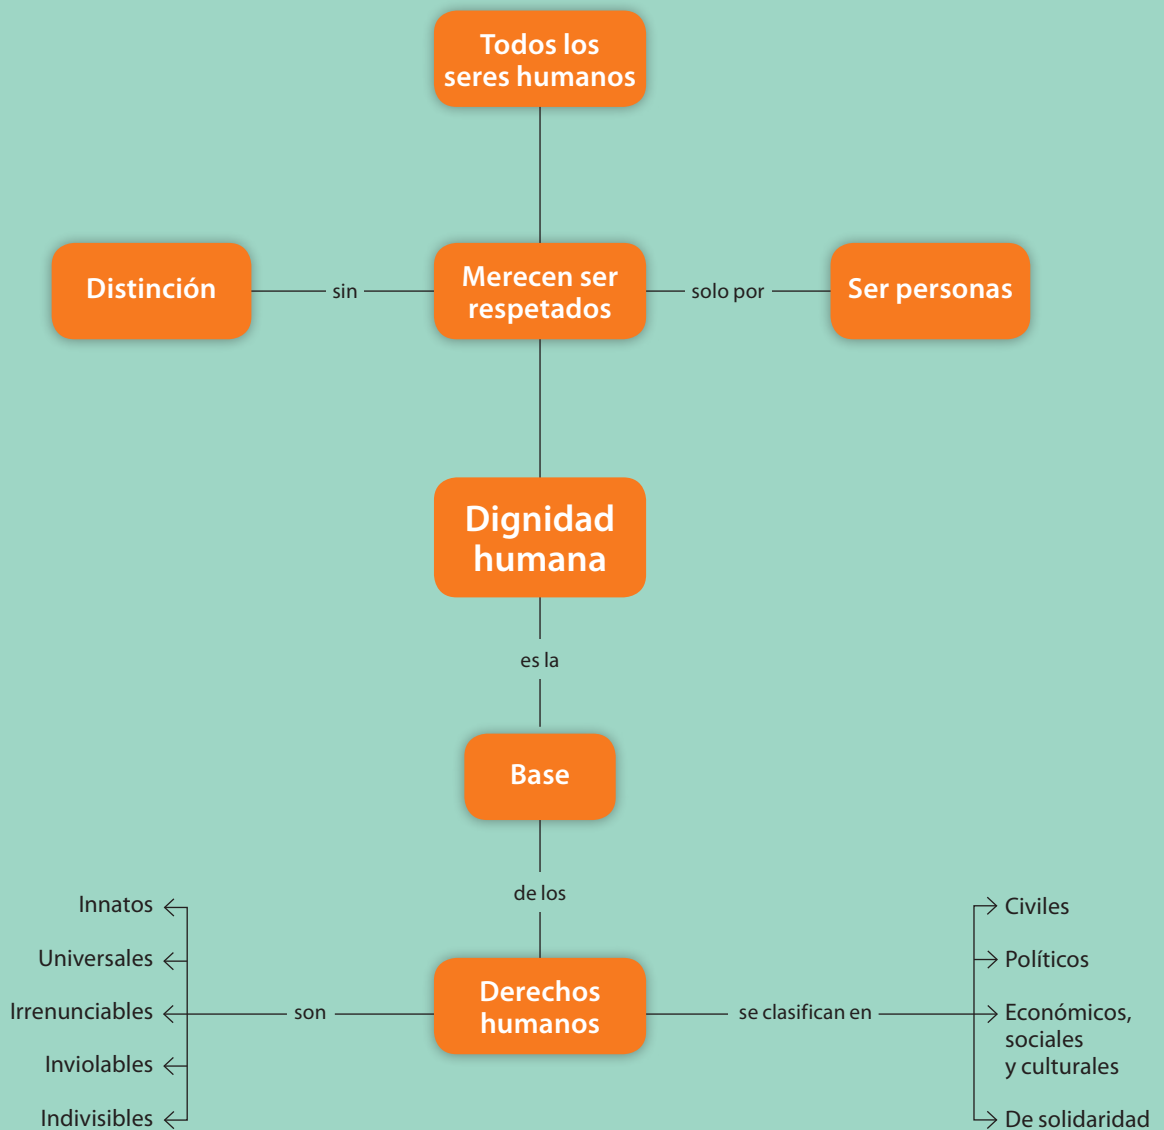 Todos los
seres humanos
Distinción
sin
Merecen ser
respetados
solo por
Ser personas
Dignidad
humana
es la
Base
de los
Innatos
Universales
Irrenunciables
Inviolables
Indivisibles
son
Derechos
humanos
se clasifican en
Civiles
Políticos
Económicos,
sociales
y culturales
De solidaridad